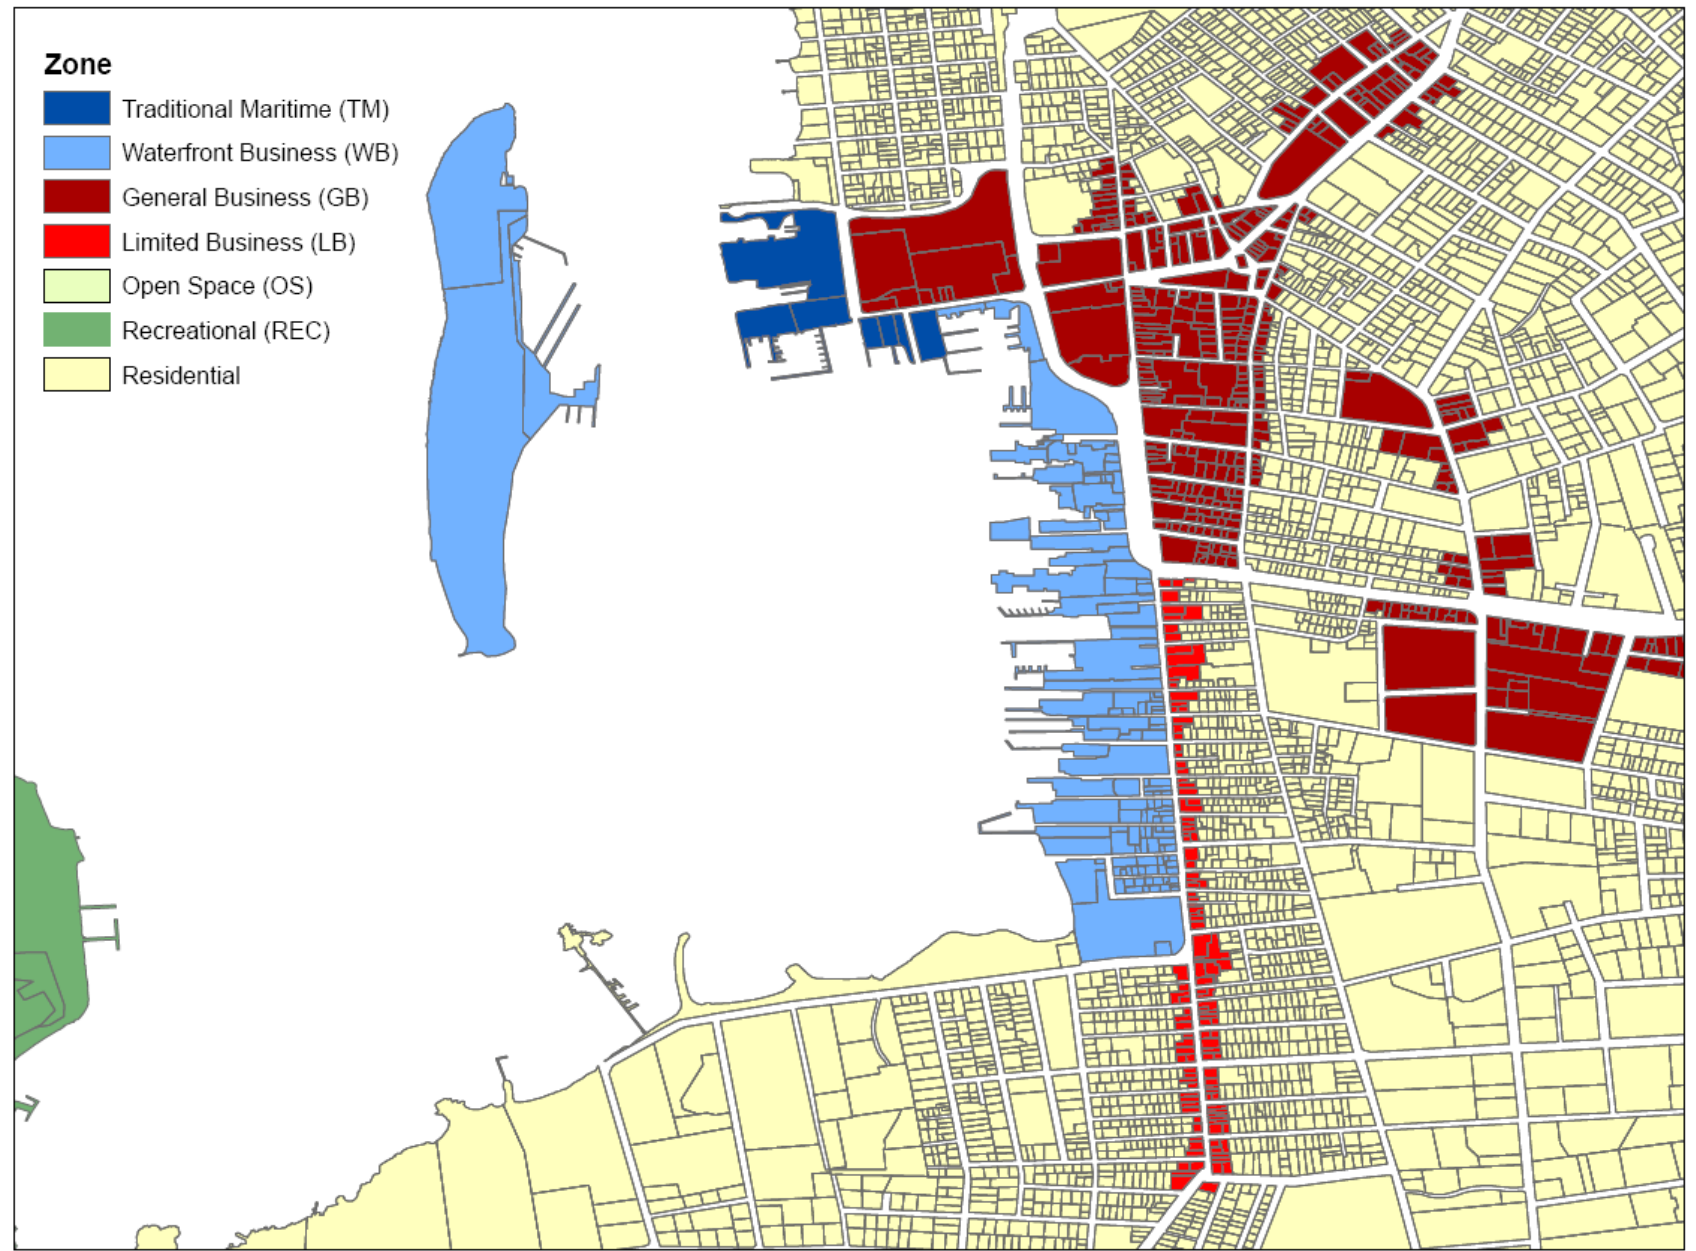 Zone
Traditional Maritime (TM)
Waterfront Business (WB)
General Business (GB)
Limited Business (LB)
Open Space (OS)
Recreational (REC)
Residential